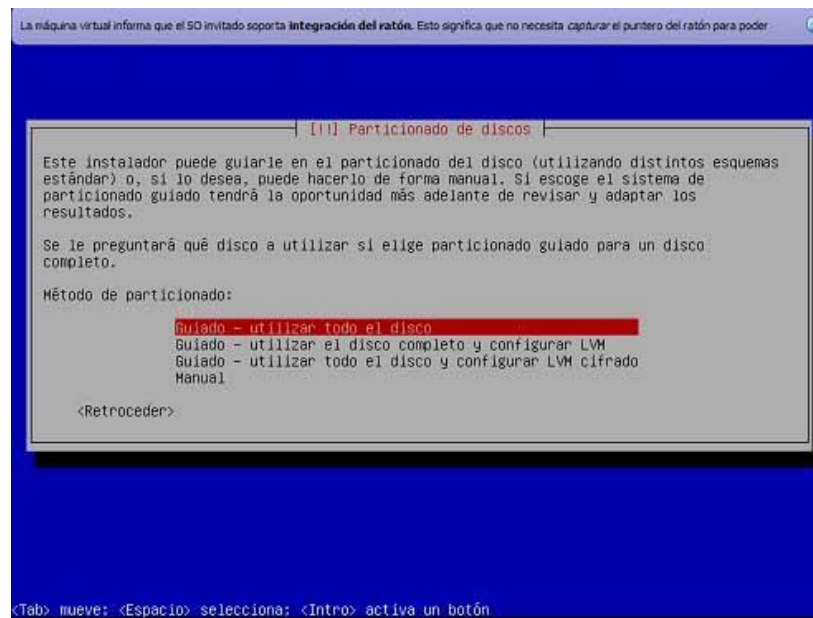 La máquina virtual informa que el SO invitado soporta integración del ratón. Esto significa que no necesita capturar el puntero del ratón para poder
[!!] Particionado de discos
Este instalador puede guiarle en el particionado del disco (utilizando distintos esquemas
estándar) o, si lo desea, puede hacerlo de forma manual. Si escoge el sistema de
particionado guiado tendrá la oportunidad más adelante de revisar y adaptar los
resultados.
Se le preguntará qué disco a utilizar si elige particionado guiado para un disco
completo.
Método de particionado:
Guiado - utilizar todo el disco
Guiado - utilizar el disco completo y configurar LVM
Guiado - utilizar todo el disco y configurar LVM cifrado
Manual
<Retroceder>
<Tab> mueve; <Espacio> selecciona; <Intro> activa un botón